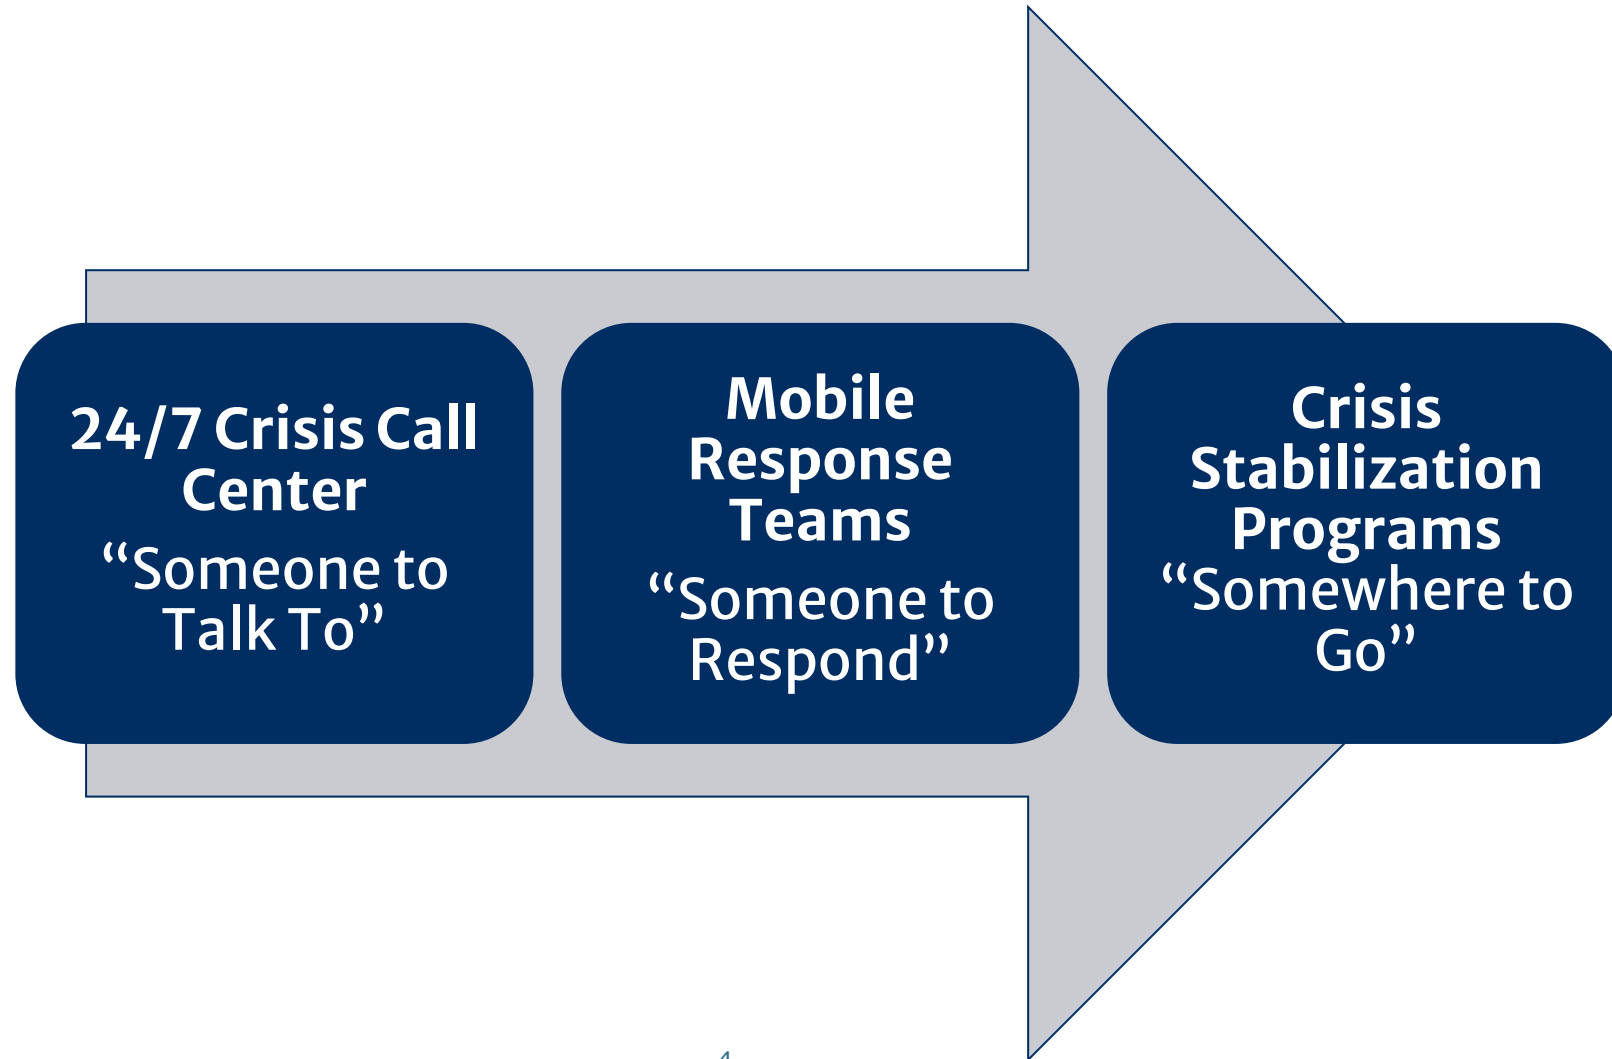 24/7 Crisis Call
Center
“Someone to
Talk To”
Mobile
Response
Teams
“Someone to
Respond”
Crisis
Stabilization
Programs
“Somewhere to
Go”
4